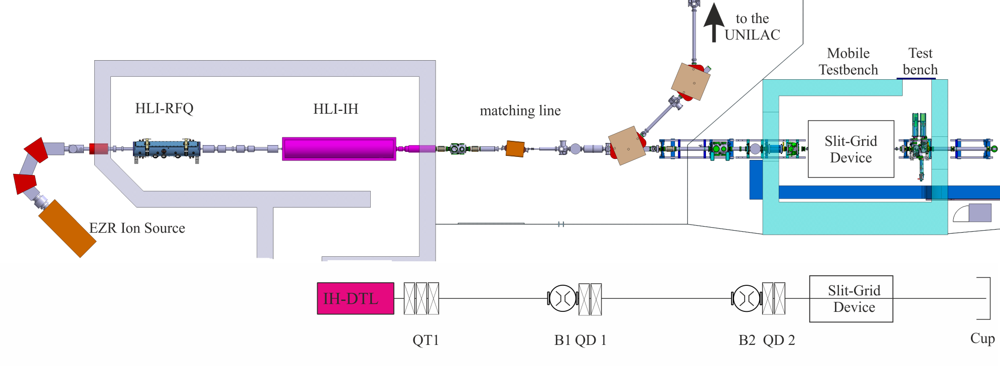 to the
UNILAC
Mobile
Testbench
Test
bench
HLI-RFQ
HLI-IH
matching line
Slit-Grid
Device
EZR Ion Source
IH-DTL
Slit-Grid
Device
QT1
B1 QD 1
B2 QD 2
Cup